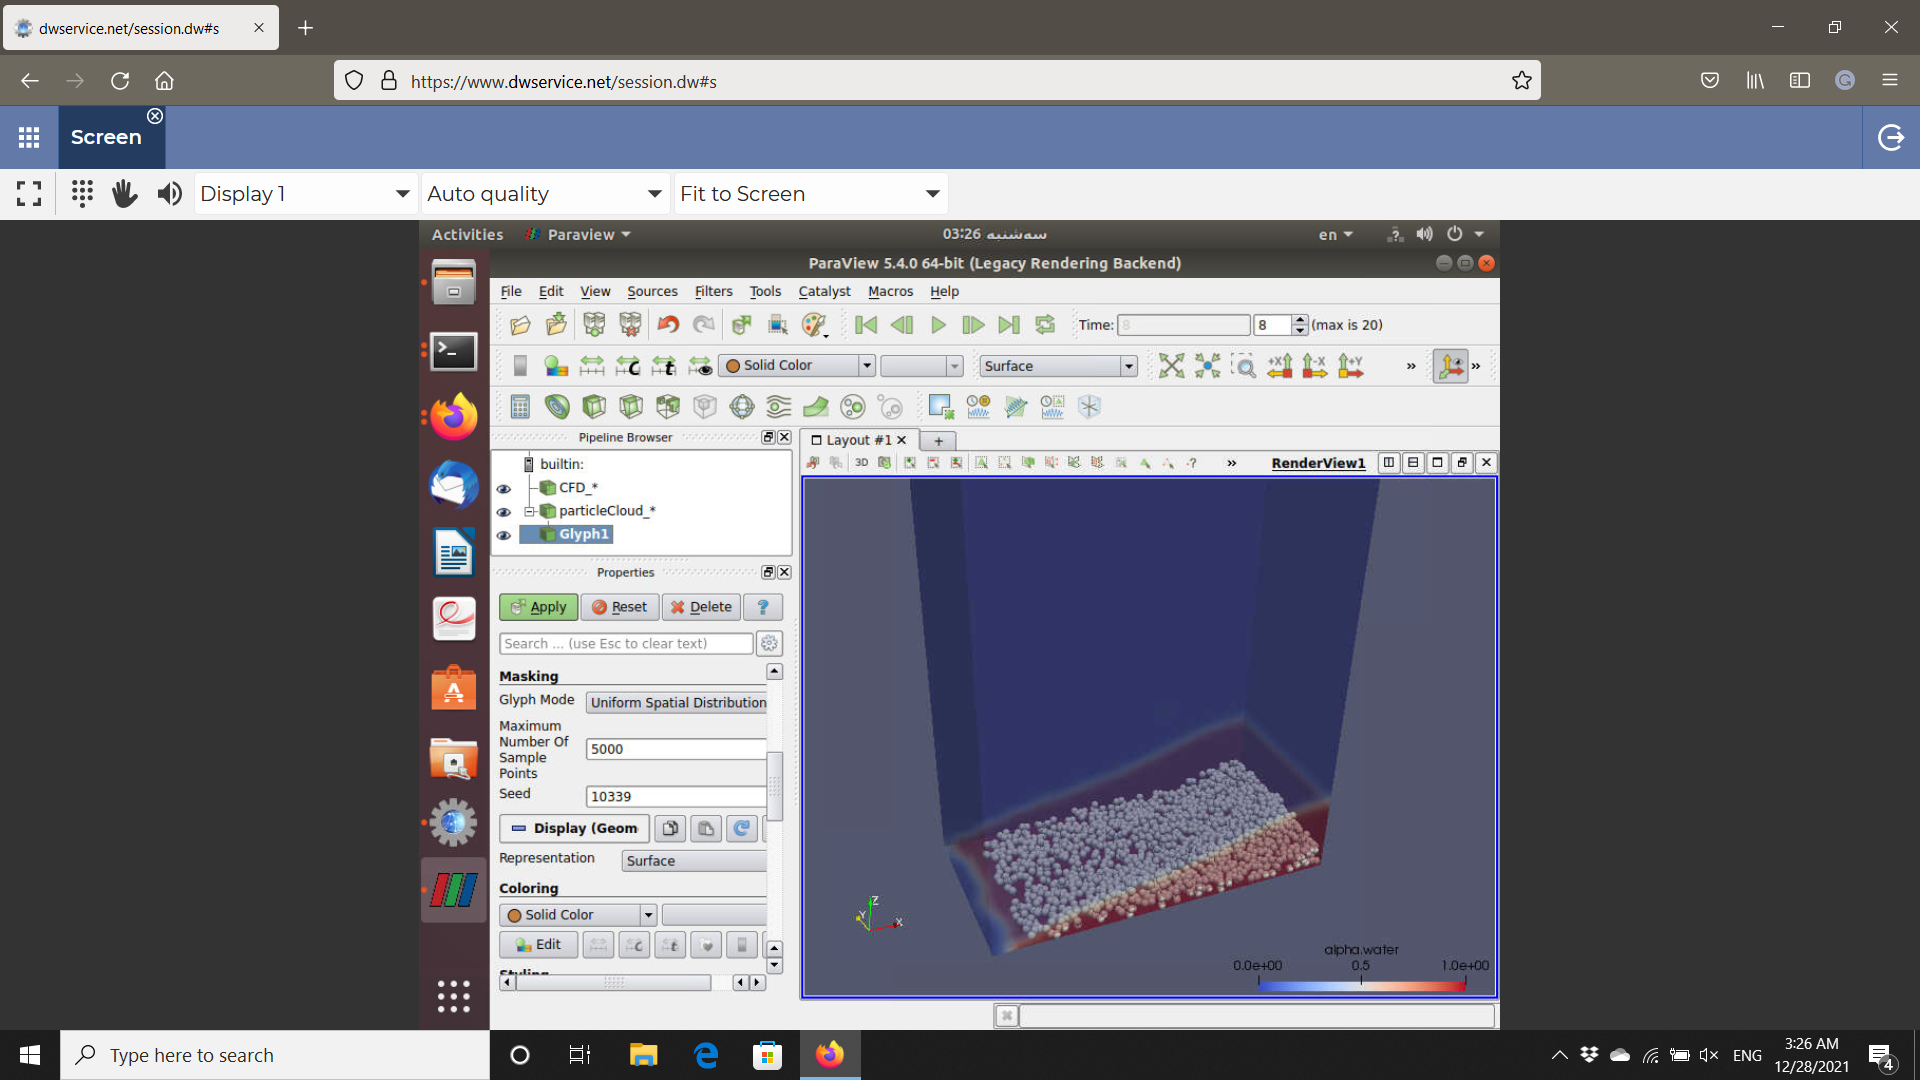 dwservice.net/session.dw#s
https://www.dwservice.net/session.dw#s
Screen
Display 1
Auto quality
Fit to Screen
Activities
Paraview
سه‌شنبه 03:26
en
ParaView 5.4.0 64-bit (Legacy Rendering Backend)
File Edit View Sources Filters Tools Catalyst Macros Help
Time: 8 8 (max is 20)
Solid Color
Surface
+X -X +Y
Pipeline Browser
Layout #1
builtin:
3D
RenderView1
CFD_*
particleCloud_*
Glyph1
Properties
Apply Reset Delete ?
Search ... (use Esc to clear text)
Masking
Glyph Mode Uniform Spatial Distribution
Maximum
Number Of
Sample
Points
5000
Seed 10339
Display (Geom
Representation Surface
Coloring
Solid Color
Edit
Z
Y
X
alpha.water
0.0e+00 0.5 1.0e+00
Type here to search
ENG
3:26 AM
12/28/2021
4